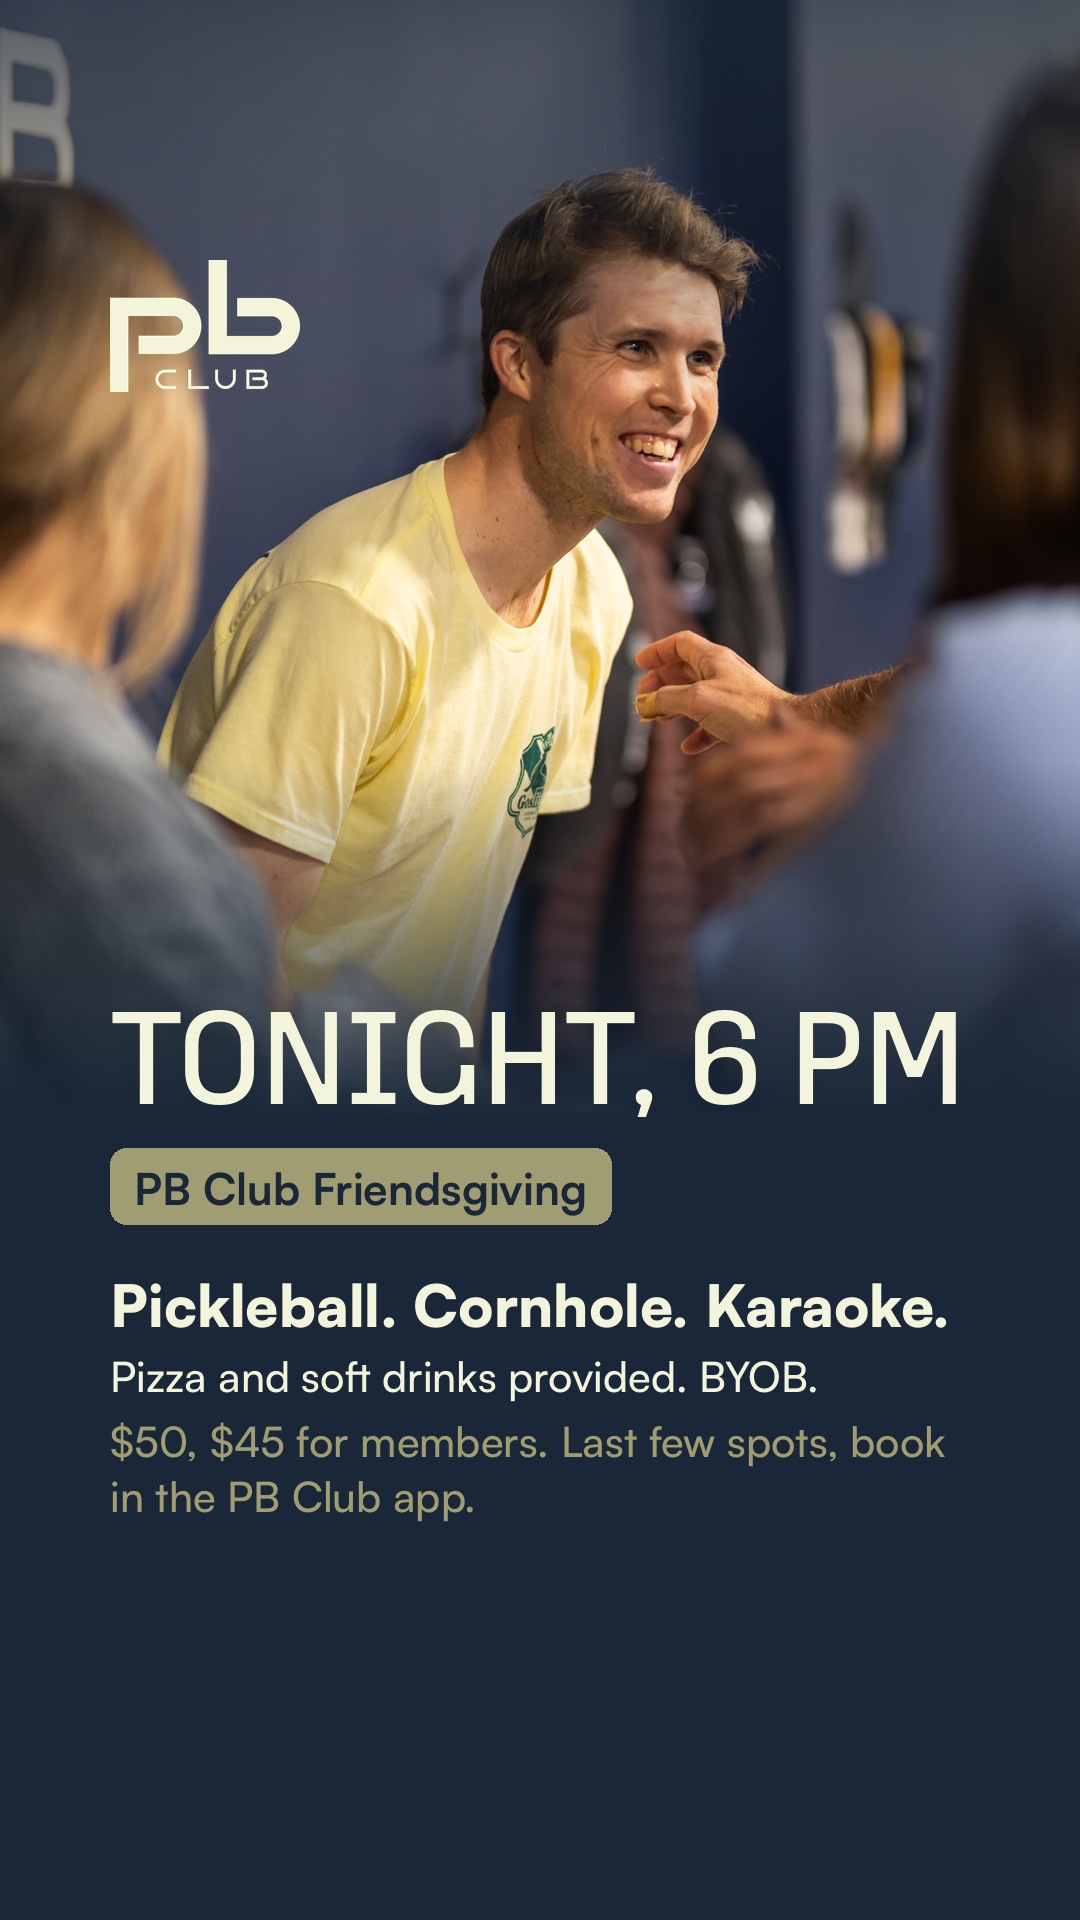 B
pb
CLUB
TONIGHT, 6 PM
PB Club Friendsgiving
Pickleball. Cornhole. Karaoke.
Pizza and soft drinks provided. BYOB.
$50, $45 for members. Last few spots, book
in the PB Club app.